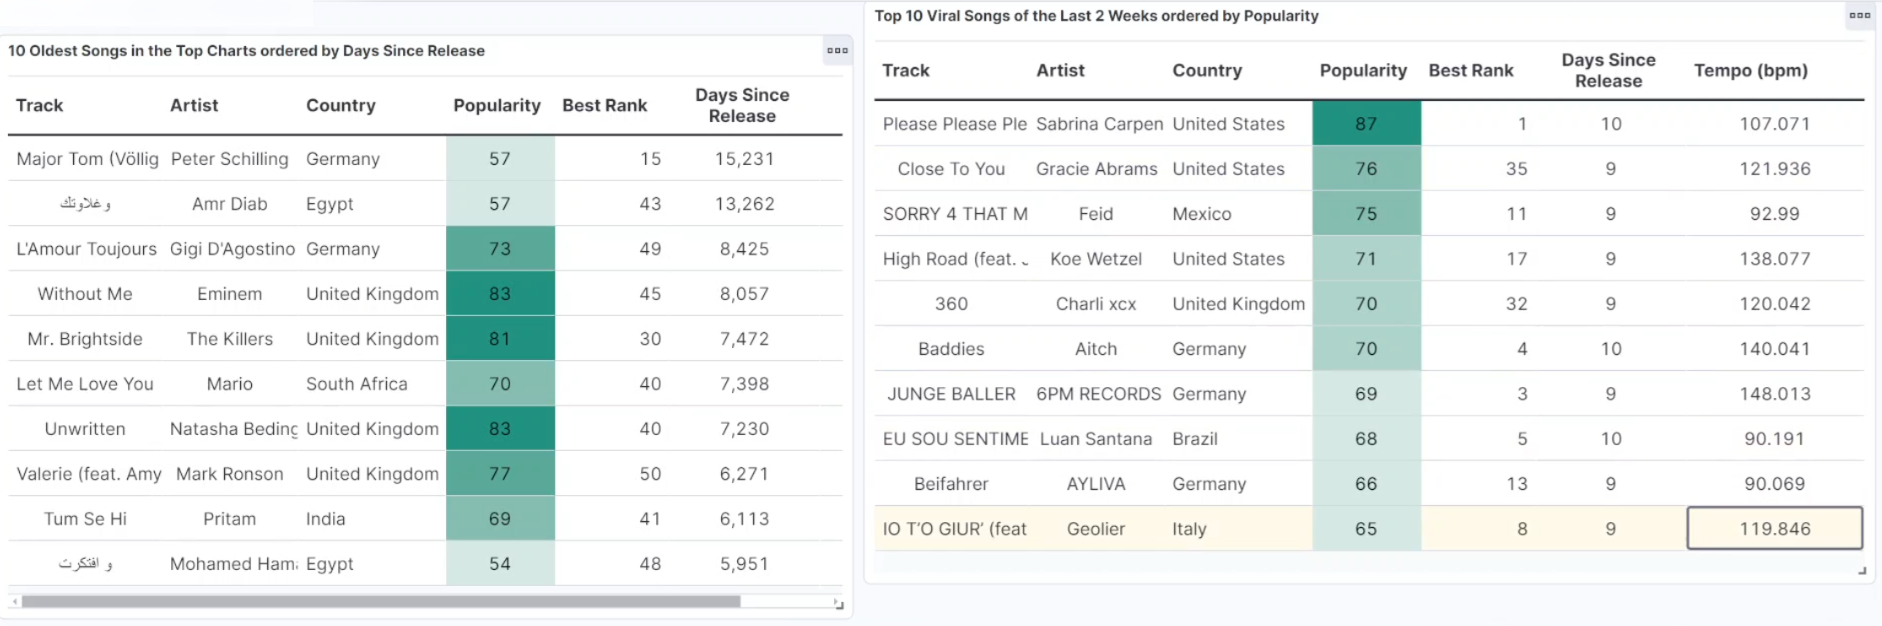 10 Oldest Songs in the Top Charts ordered by Days Since Release
Track Artist Country Popularity Best Rank Days Since Release
Major Tom (Völlig Peter Schilling Germany 57 15 15,231
وغلاوتك Amr Diab Egypt 57 43 13,262
L'Amour Toujours Gigi D'Agostino Germany 73 49 8,425
Without Me Eminem United Kingdom 83 45 8,057
Mr. Brightside The Killers United Kingdom 81 30 7,472
Let Me Love You Mario South Africa 70 40 7,398
Unwritten Natasha Beding United Kingdom 83 40 7,230
Valerie (feat. Amy Mark Ronson United Kingdom 77 50 6,271
Tum Se Hi Pritam India 69 41 6,113
و افتكرت Mohamed Hama Egypt 54 48 5,951
Top 10 Viral Songs of the Last 2 Weeks ordered by Popularity
Track Artist Country Popularity Best Rank Days Since Release Tempo (bpm)
Please Please Ple Sabrina Carpen United States 87 1 10 107.071
Close To You Gracie Abrams United States 76 35 9 121.936
SORRY 4 THAT M Feid Mexico 75 11 9 92.99
High Road (feat. Koe Wetzel United States 71 17 9 138.077
360 Charli xcx United Kingdom 70 32 9 120.042
Baddies Aitch Germany 70 4 10 140.041
JUNGE BALLER 6PM RECORDS Germany 69 3 9 148.013
EU SOU SENTIME Luan Santana Brazil 68 5 10 90.191
Beifahrer AYLIVA Germany 66 13 9 90.069
IO T'O GIUR' (feat Geolier Italy 65 8 9 119.846